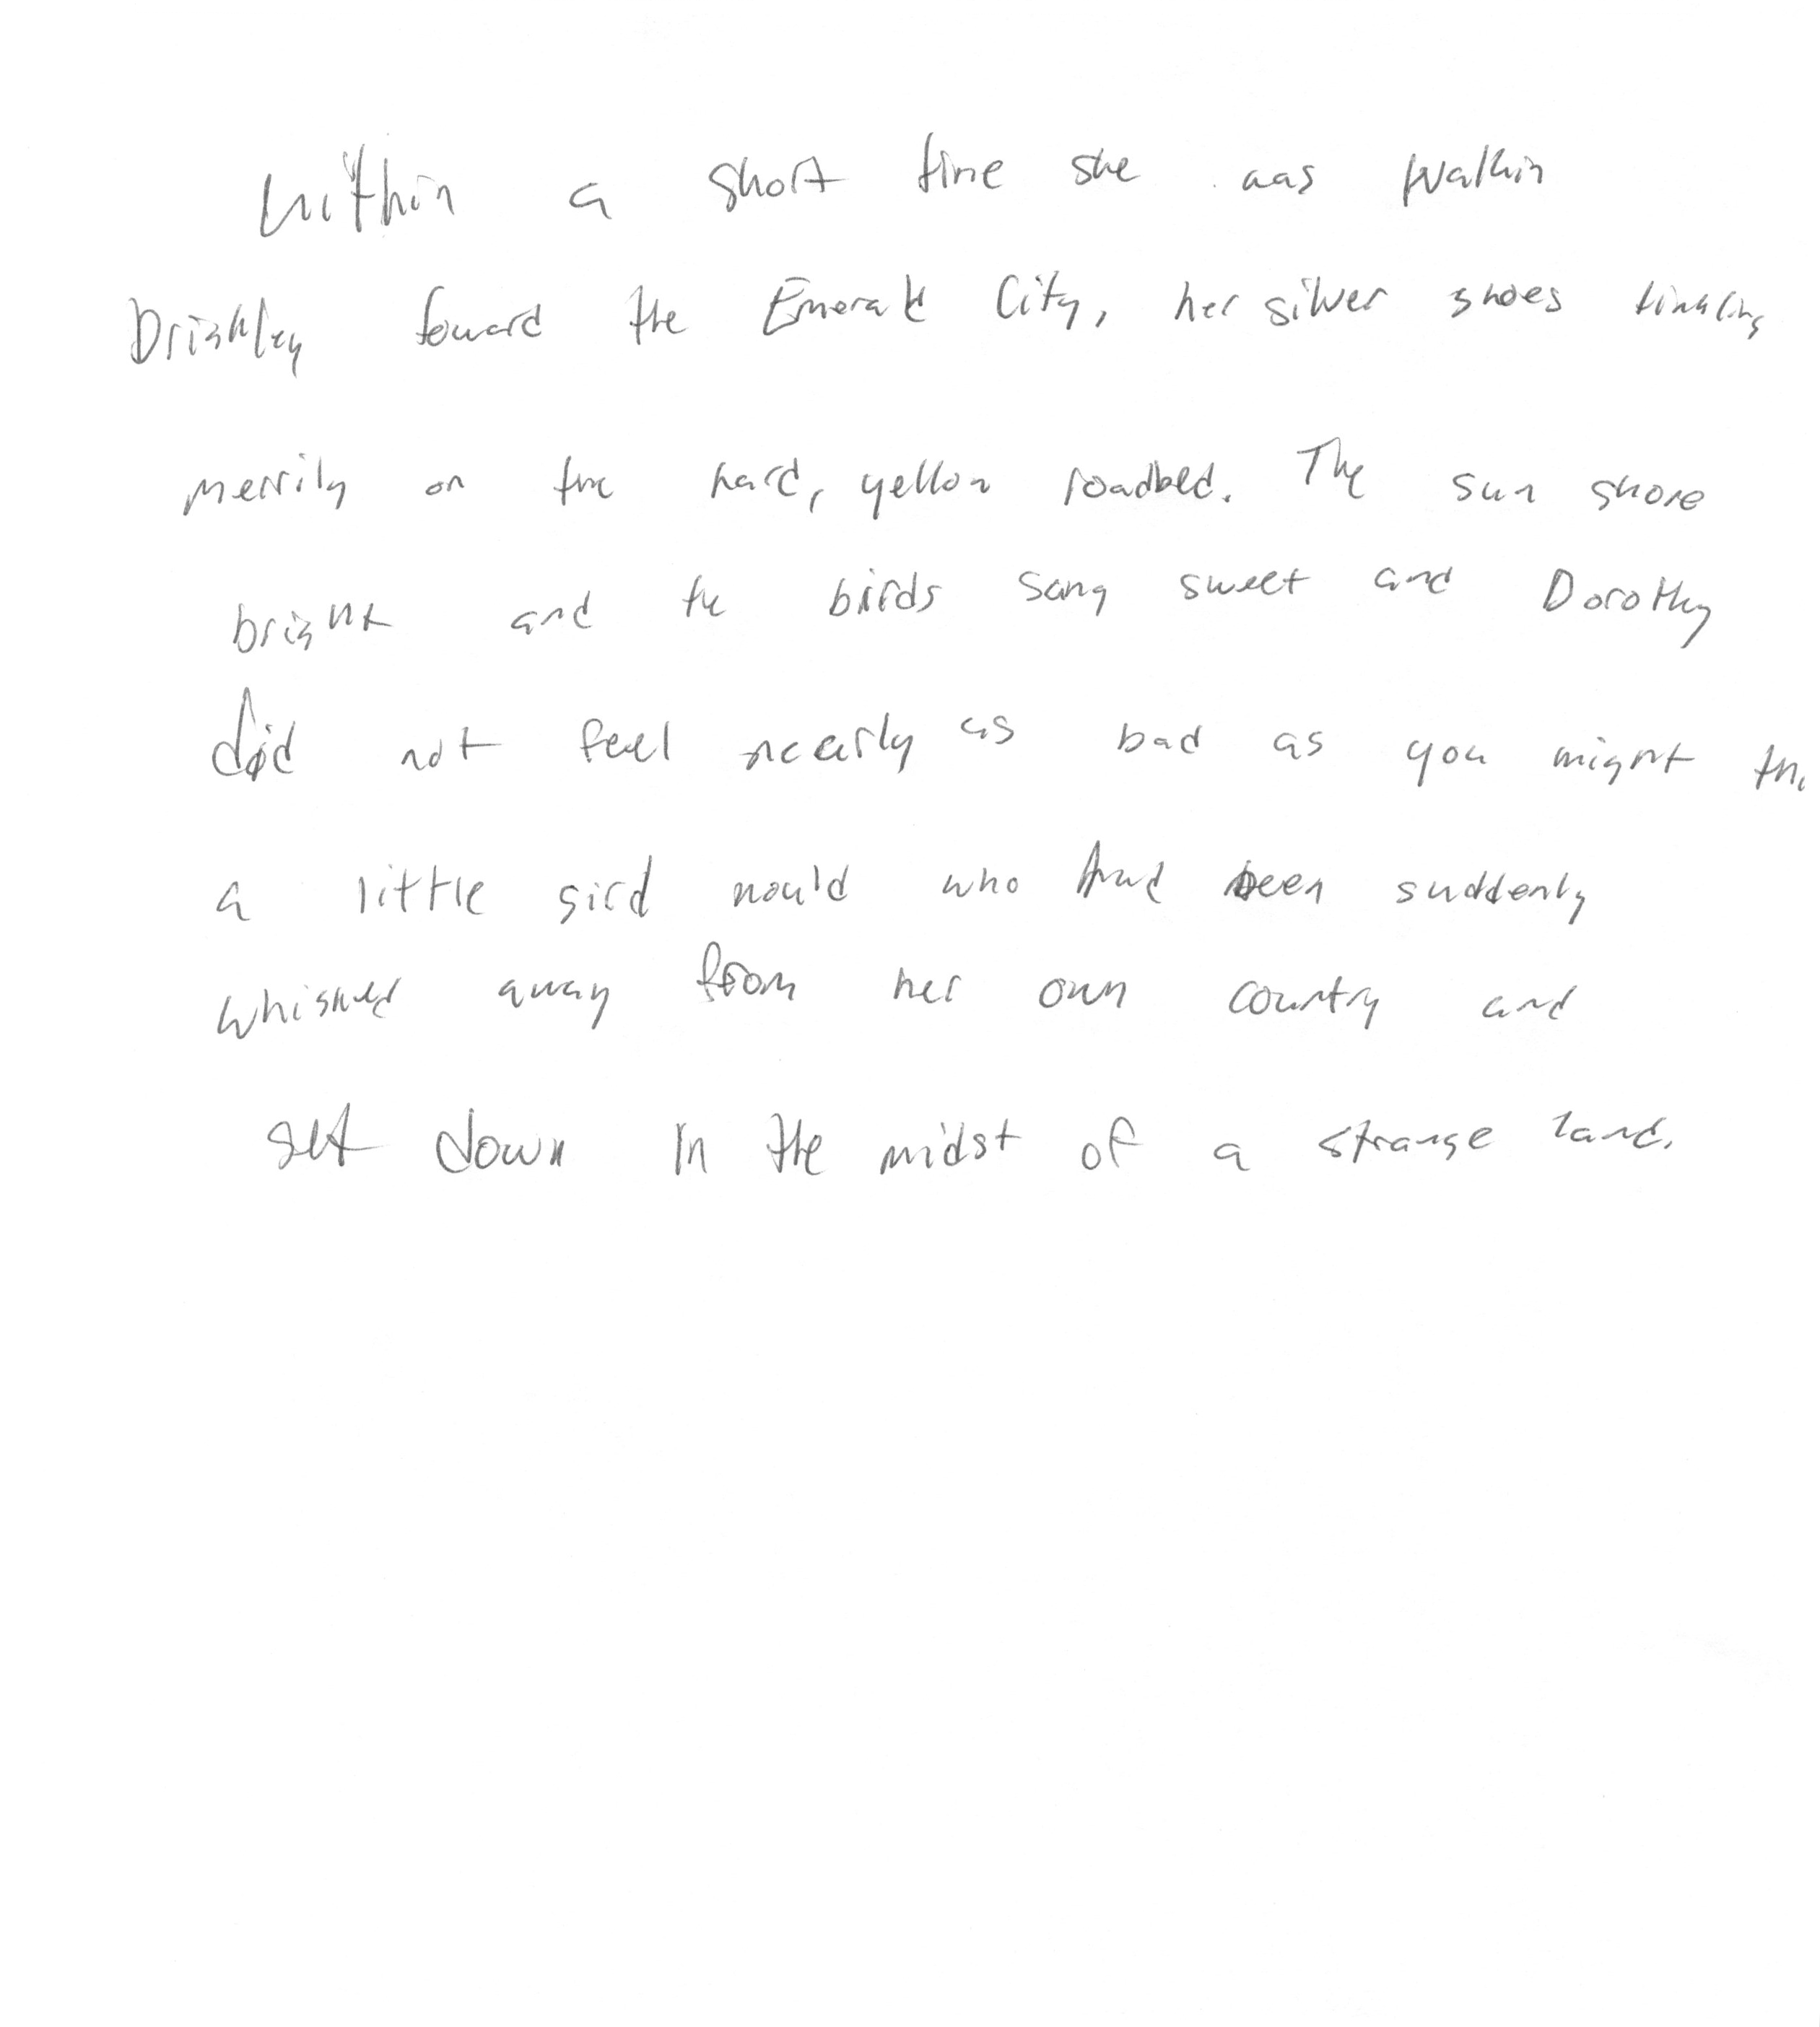 Within a short time she was walkin
briskley toward the Emerald City, her silver shoes tinkling
merrily on the hard, yellow roadbed. The sun shone
bright and the birds sang sweet and Dorothy
did not feel nearly as bad as you might
a little girl would who had been suddenly
whisked away from her own country and
set down in the midst of a strange land.